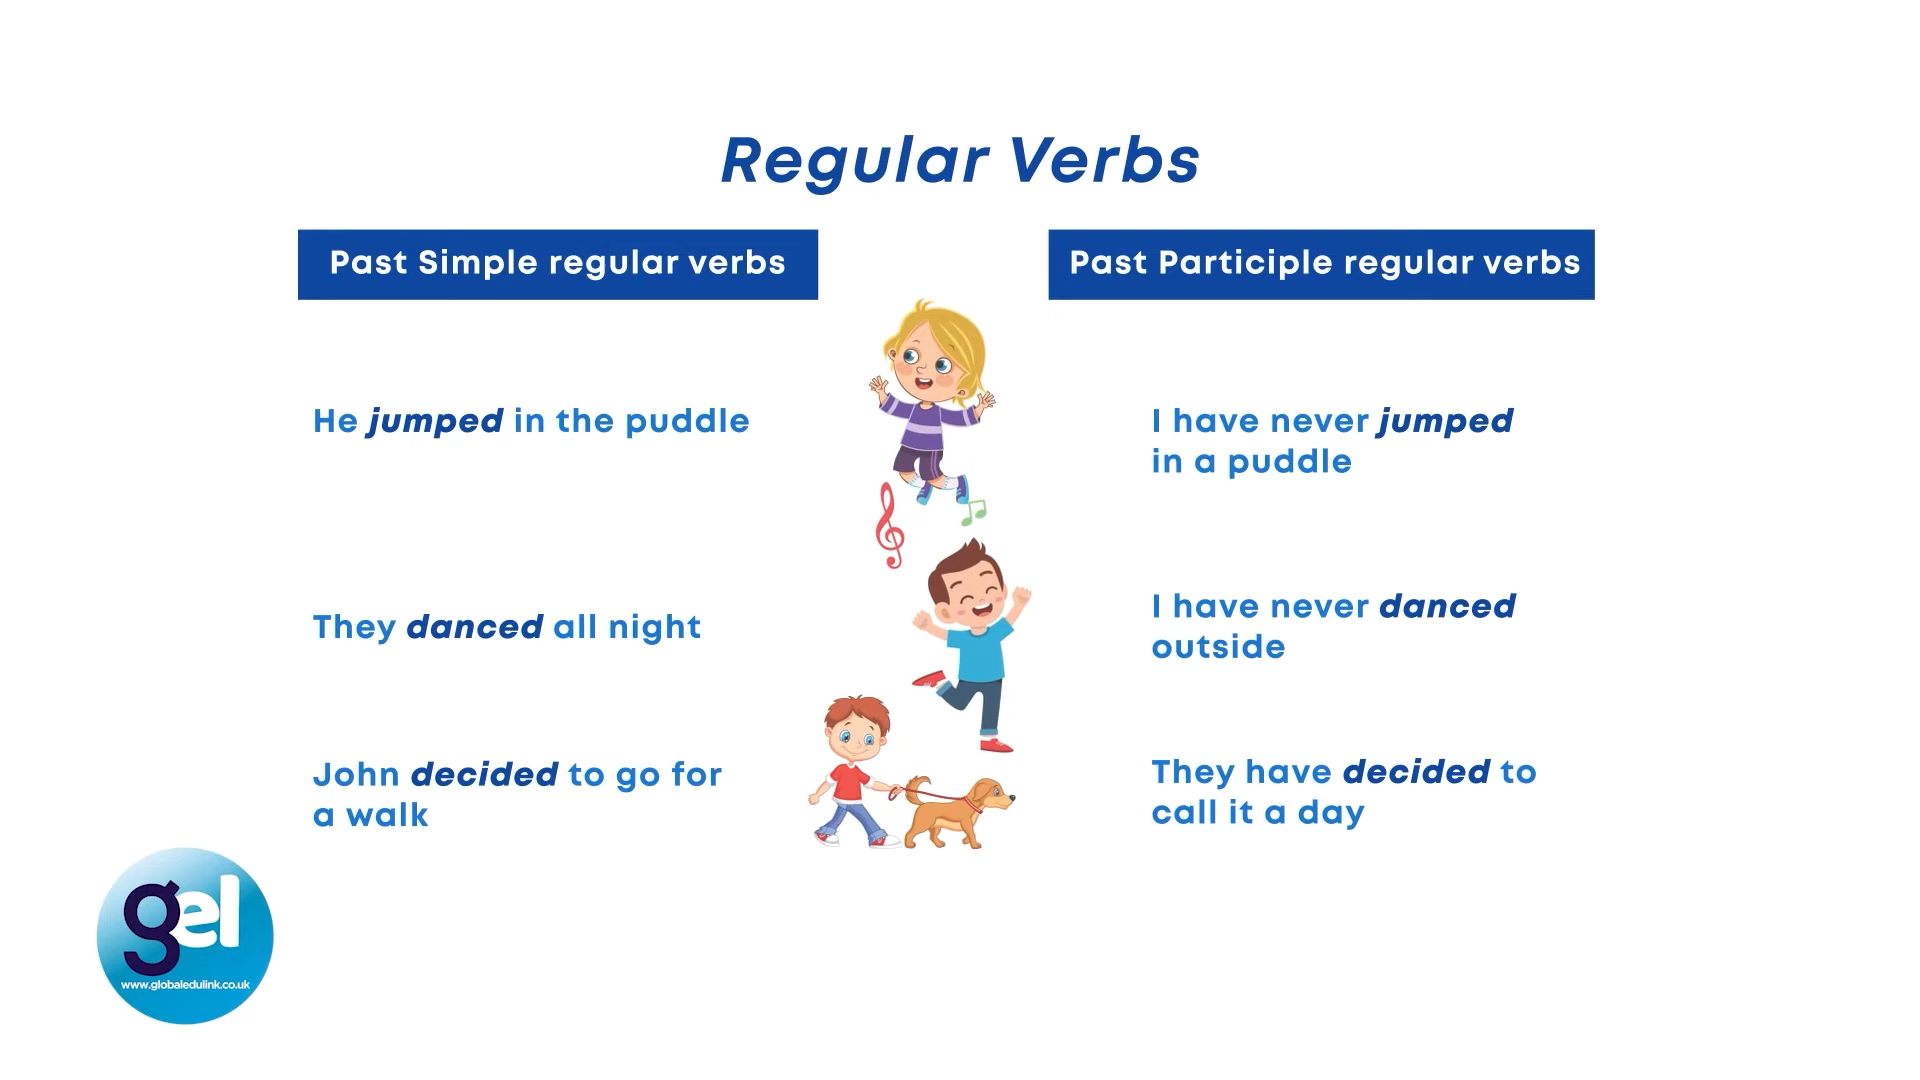 Regular Verbs
Past Simple regular verbs
He jumped in the puddle
They danced all night
John decided to go for
a walk
Past Participle regular verbs
I have never jumped
in a puddle
I have never danced
outside
They have decided to
call it a day
gel
www.globaledulink.co.uk